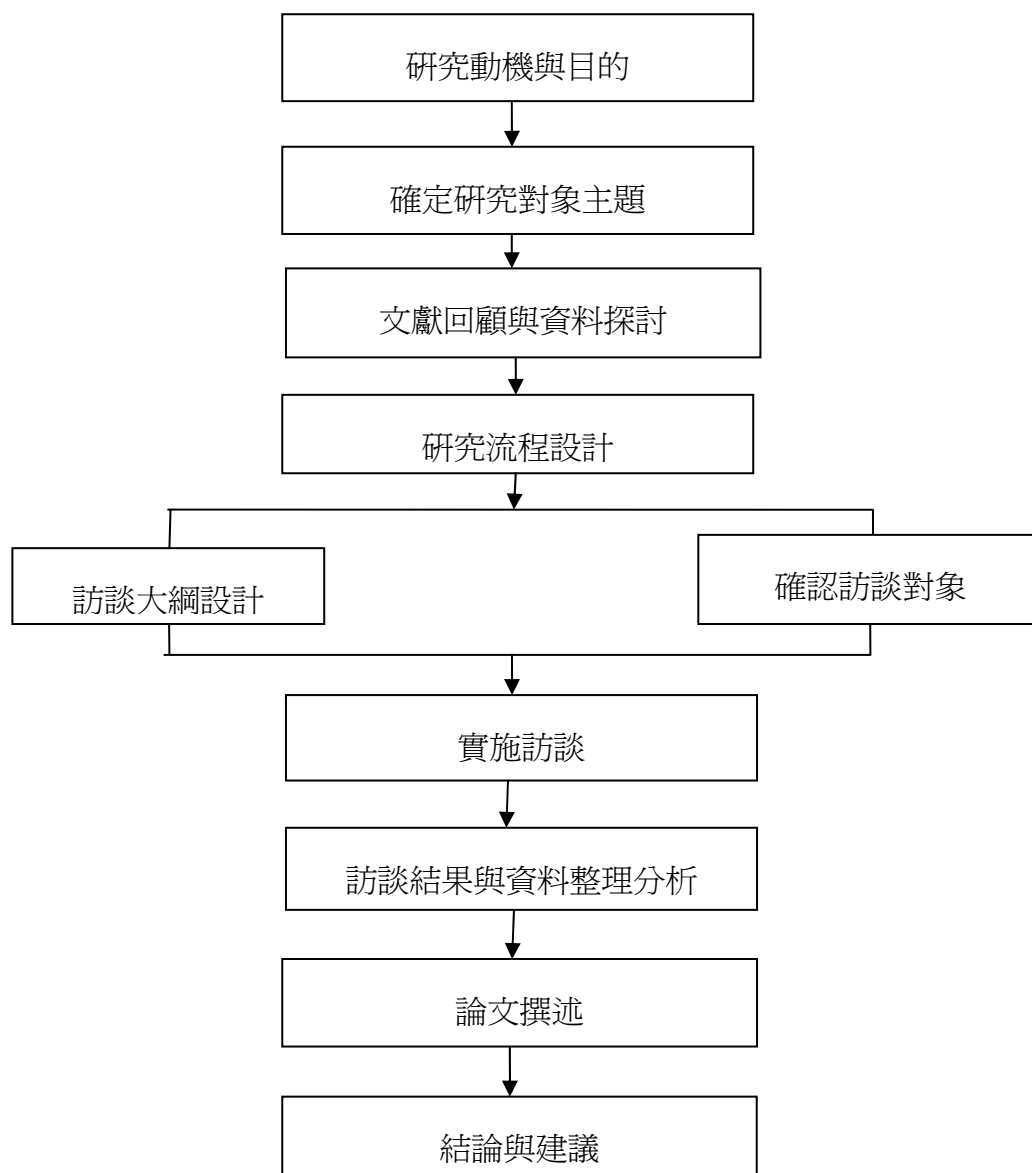 研究動機與目的
確定研究對象主題
文獻回顧與資料探討
研究流程設計
訪談大綱設計
確認訪談對象
實施訪談
訪談結果與資料整理分析
論文撰述
結論與建議